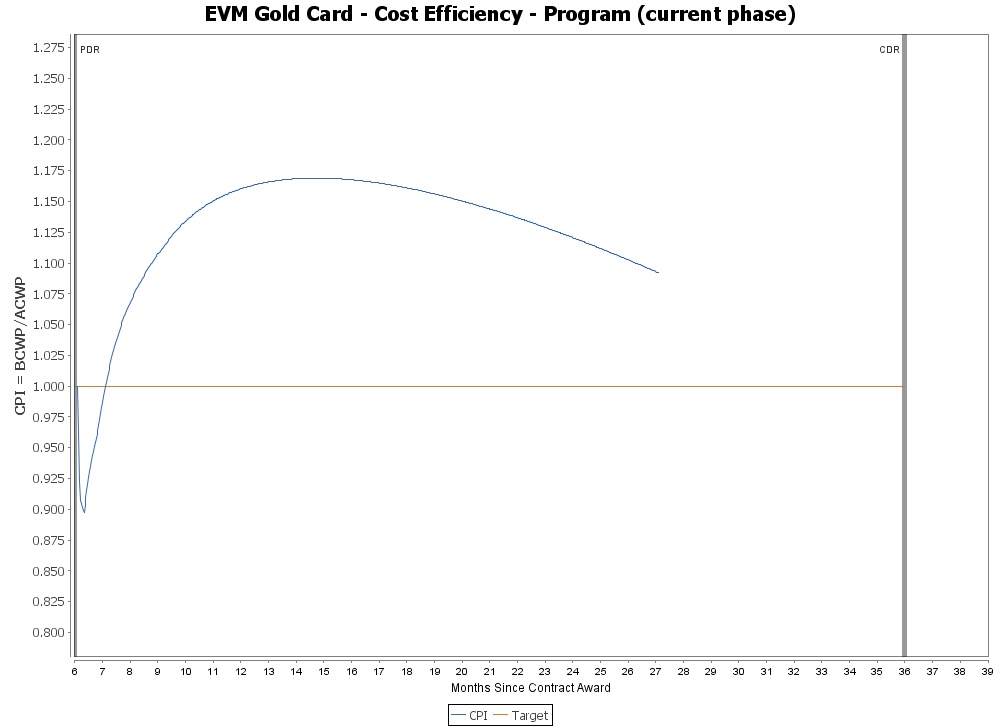 EVM Gold Card - Cost Efficiency - Program (current phase)
1.275
1.250
1.225
1.200
1.175
1.150
1.125
1.100
1.075
1.050
1.025
1.000
0.975
0.950
0.925
0.900
0.875
0.850
0.825
0.800
CPI = BCWP/ACWP
PDR
CDR
6 7 8 9 10 11 12 13 14 15 16 17 18 19 20 21 22 23 24 25 26 27 28 29 30 31 32 33 34 35 36 37 38 39
Months Since Contract Award
CPI Target